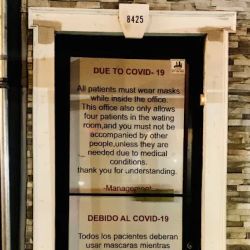 8425
DUE TO COVID- 19
All patients must wear masks
while inside the office.
This office also only allows
four patients in the wating
room,and you must not be
accompanied by other
people,unless they are
needed due to medical
conditions.
thank you for understanding.
-Management-
DEBIDO AL COVID-19
Todos los pacientes deberan
usar mascaras mientras